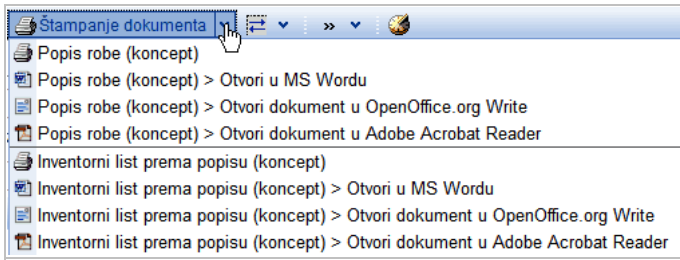 Štampanje dokumenta
Popis robe (koncept)
Popis robe (koncept) > Otvori u MS Wordu
Popis robe (koncept) > Otvori dokument u OpenOffice.org Write
Popis robe (koncept) > Otvori dokument u Adobe Acrobat Reader
Inventorni list prema popisu (koncept)
Inventorni list prema popisu (koncept) > Otvori u MS Wordu
Inventorni list prema popisu (koncept) > Otvori dokument u OpenOffice.org Write
Inventorni list prema popisu (koncept) > Otvori dokument u Adobe Acrobat Reader